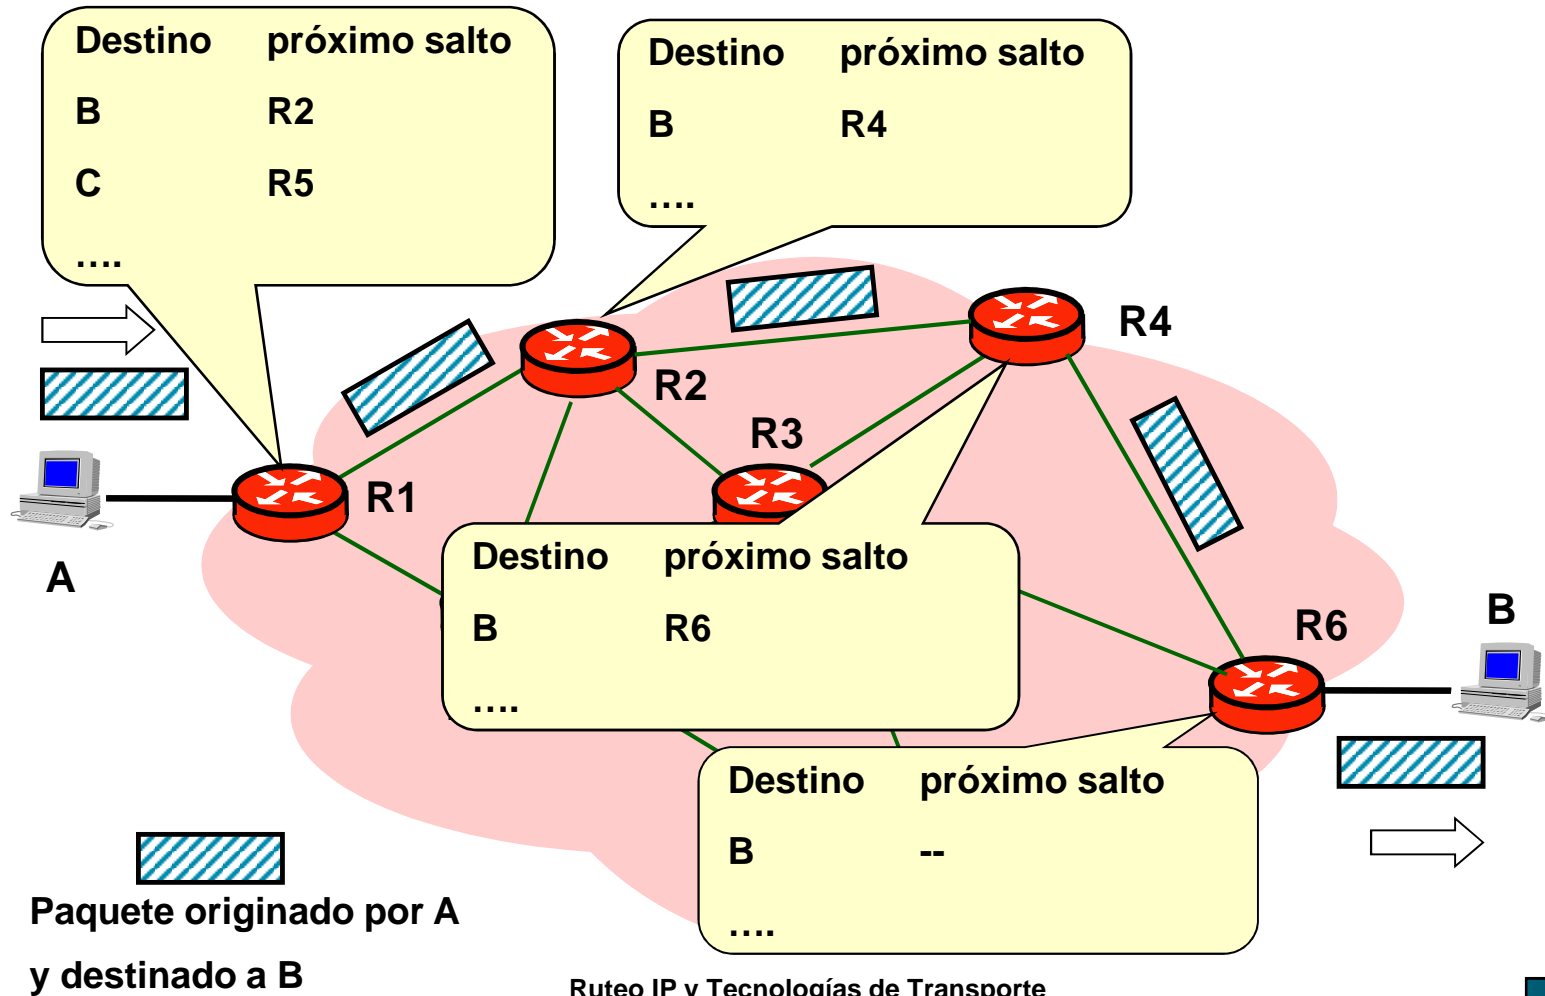 Destino próximo salto
B R2
C R5
….
Destino próximo salto
B R4
….
R4
R2
R3
R1
A
Destino próximo salto
B R6
….
B
R6
Destino próximo salto
B --
….
Paquete originado por A
y destinado a B
Ruteo IP y Tecnologías de Transporte